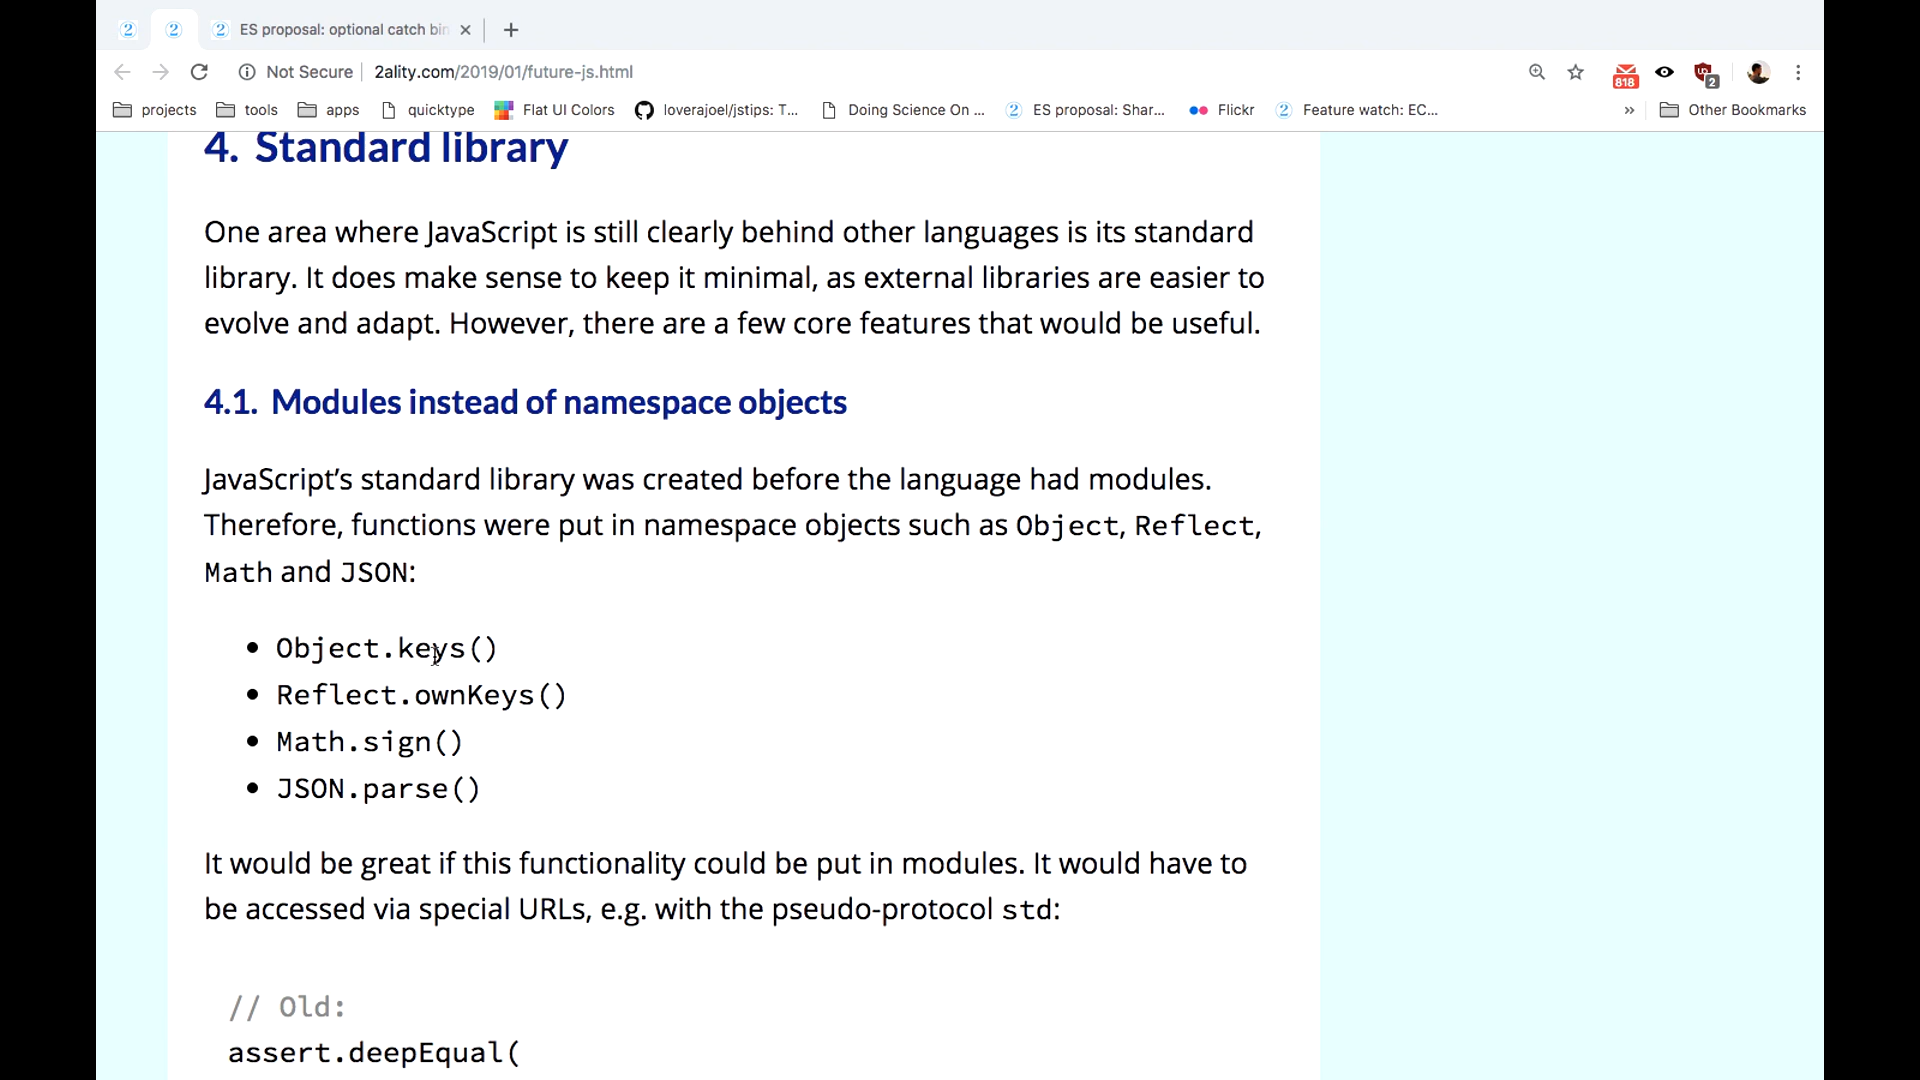 ES proposal: optional catch bin
Not Secure
2ality.com/2019/01/future-js.html
818
2
projects
tools
apps
quicktype
Flat UI Colors
loverajoel/jstips: T...
Doing Science On ...
ES proposal: Shar...
Flickr
Feature watch: EC...
Other Bookmarks
4. Standard library
One area where JavaScript is still clearly behind other languages is its standard
library. It does make sense to keep it minimal, as external libraries are easier to
evolve and adapt. However, there are a few core features that would be useful.
4.1. Modules instead of namespace objects
JavaScript’s standard library was created before the language had modules.
Therefore, functions were put in namespace objects such as Object, Reflect,
Math and JSON:
• Object.keys()
• Reflect.ownKeys()
• Math.sign()
• JSON.parse()
It would be great if this functionality could be put in modules. It would have to
be accessed via special URLs, e.g. with the pseudo-protocol std:
// Old:
assert.deepEqual(